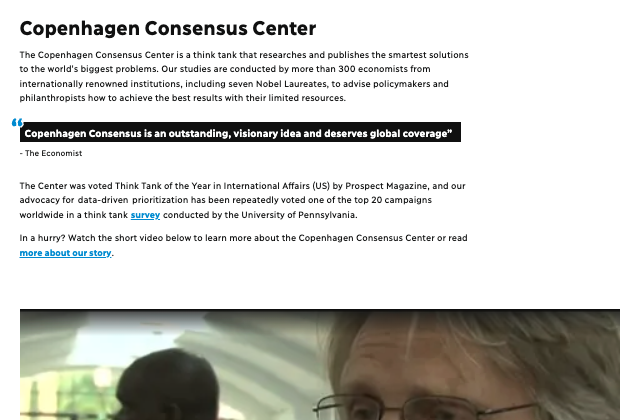 Copenhagen Consensus Center
The Copenhagen Consensus Center is a think tank that researches and publishes the smartest solutions
to the world's biggest problems. Our studies are conducted by more than 300 economists from
internationally renowned institutions, including seven Nobel Laureates, to advise policymakers and
philanthropists how to achieve the best results with their limited resources.
“Copenhagen Consensus is an outstanding, visionary idea and deserves global coverage”
- The Economist
The Center was voted Think Tank of the Year in International Affairs (US) by Prospect Magazine, and our
advocacy for data-driven prioritization has been repeatedly voted one of the top 20 campaigns
worldwide in a think tank survey conducted by the University of Pennsylvania.
In a hurry? Watch the short video below to learn more about the Copenhagen Consensus Center or read
more about our story.